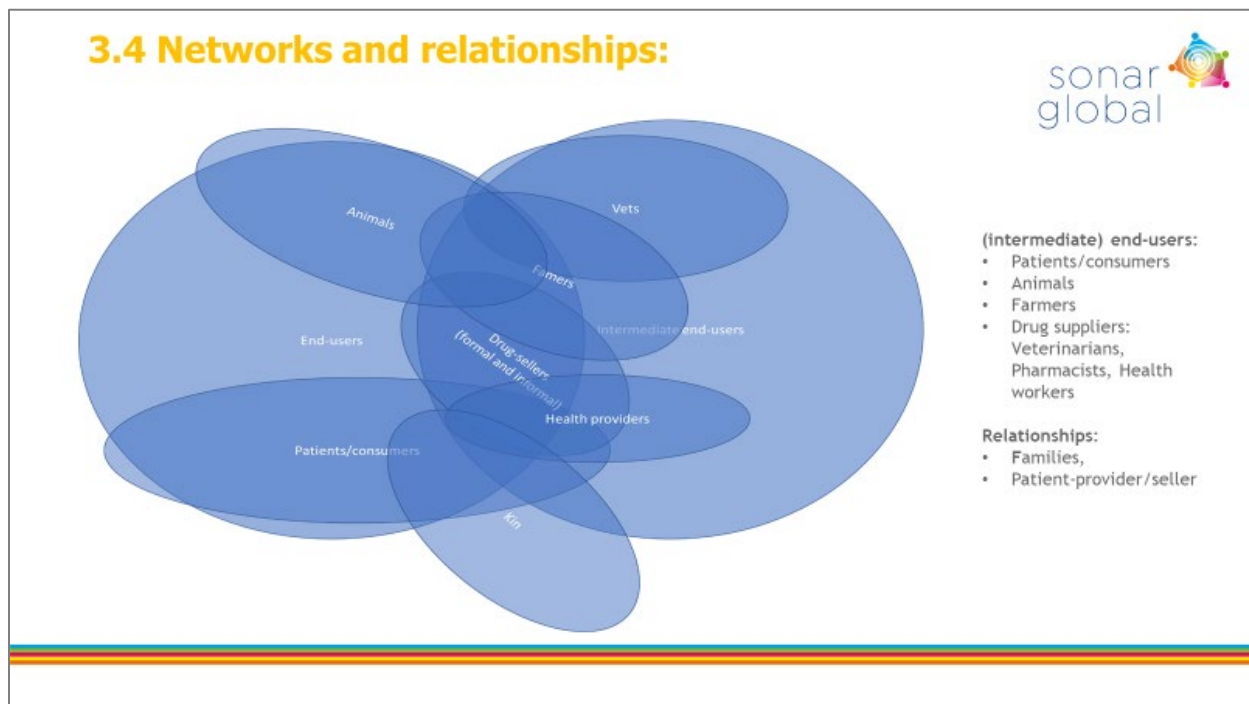 3.4 Networks and relationships:
sonar
global
Animals
Vets
Famers
End-users
Intermediate end-users
Drug-sellers
(formal and informal)
Health providers
Patients/consumers
Kin
(intermediate) end-users:
• Patients/consumers
• Animals
• Farmers
• Drug suppliers:
Veterinarians,
Pharmacists, Health
workers
Relationships:
• Families,
• Patient-provider/seller